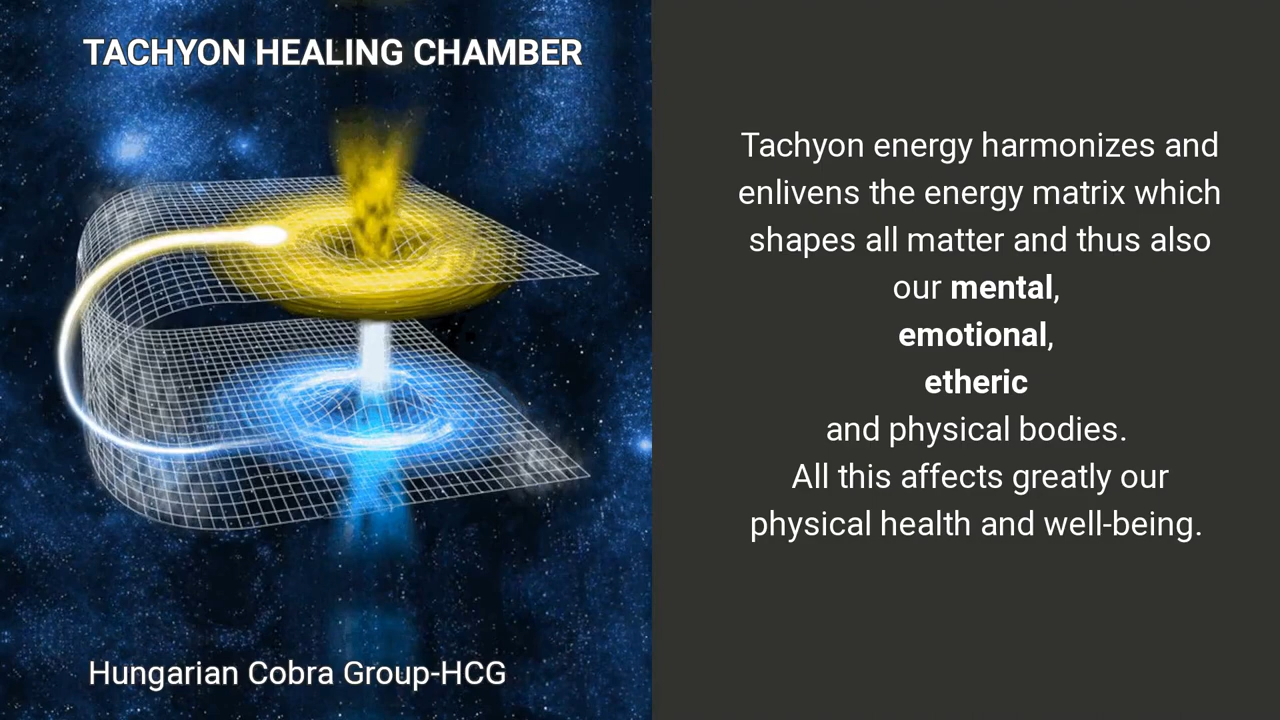 TACHYON HEALING CHAMBER
Hungarian Cobra Group-HCG
Tachyon energy harmonizes and
enlivens the energy matrix which
shapes all matter and thus also
our mental,
emotional,
etheric
and physical bodies.
All this affects greatly our
physical health and well-being.